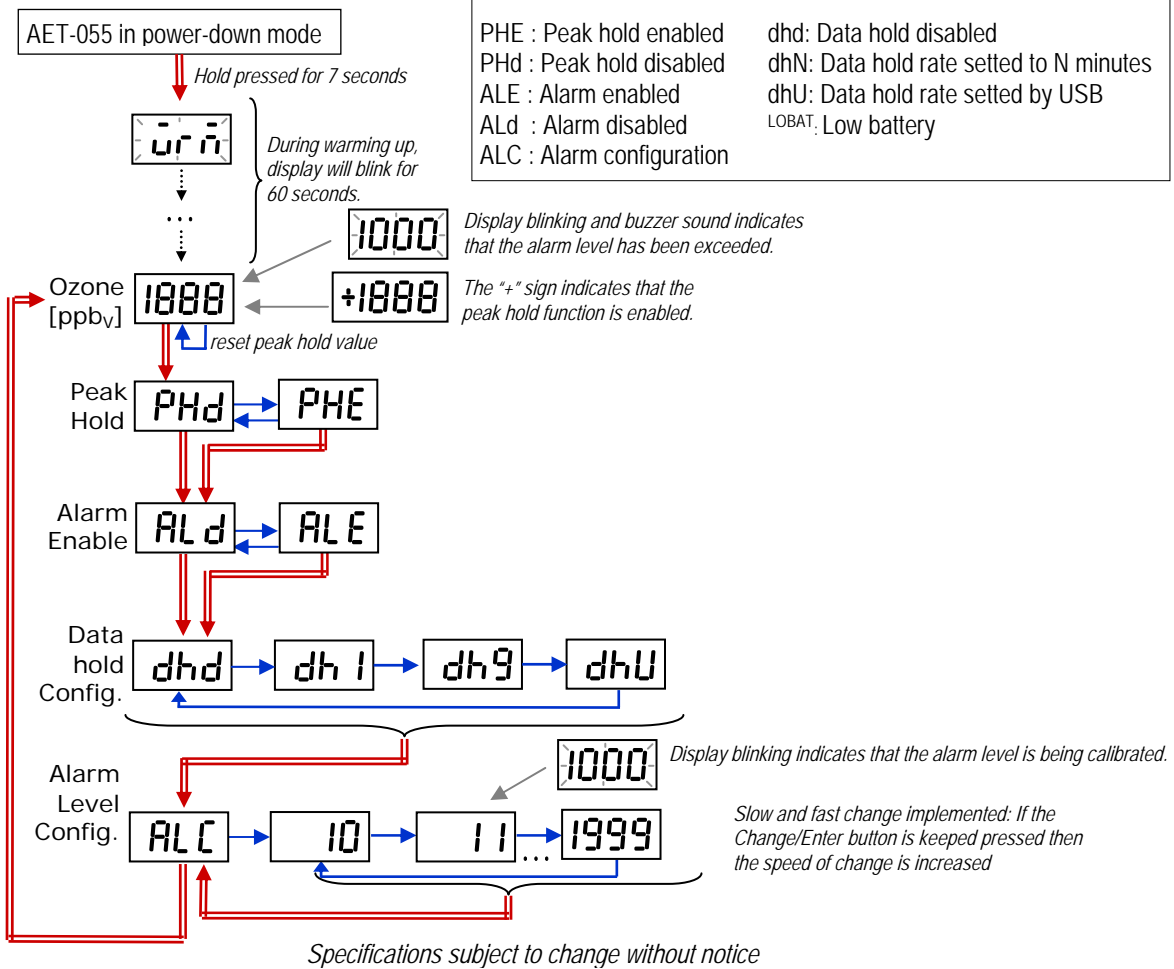 AET-055 in power-down mode
PHE : Peak hold enabled
PHd : Peak hold disabled
ALE : Alarm enabled
ALd : Alarm disabled
ALC : Alarm configuration
dhd: Data hold disabled
dhN: Data hold rate setted to N minutes
dhU: Data hold rate setted by USB
LOBAT: Low battery
Hold pressed for 7 seconds
During warming up,
display will blink for
60 seconds.
...
1000
Display blinking and buzzer sound indicates
that the alarm level has been exceeded.
Ozone
[ppbv]
1888
+1888
The "+" sign indicates that the
peak hold function is enabled.
reset peak hold value
Peak
Hold
PHd
PHE
Alarm
Enable
ALd
ALE
Data
hold
Config.
dhd
dh1
dh9
dhU
1000
Display blinking indicates that the alarm level is being calibrated.
Alarm
Level
Config.
ALC
10
11
...
1999
Slow and fast change implemented: If the
Change/Enter button is keeped pressed then
the speed of change is increased
Specifications subject to change without notice